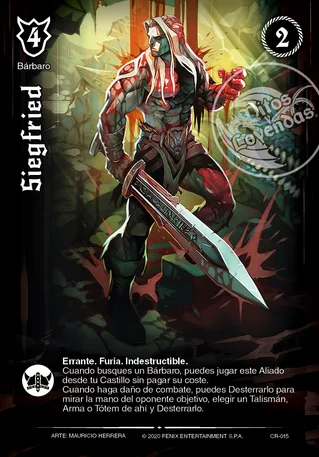 4
2
Bárbaro
Siegfried
Mitos
Leyendas
Errante. Furia. Indestructible.
Cuando busques un Bárbaro, puedes jugar este Aliado
desde tu Castillo sin pagar su coste.
Cuando haga daño de combate, puedes Desterrarlo para
mirar la mano del oponente objetivo, elegir un Talismán,
Arma o Tótem de ahí y Desterrarlo.
ARTE: MAURICIO HERRERA
© 2020 FENIX ENTERTAINMENT S.P.A.
CR-015